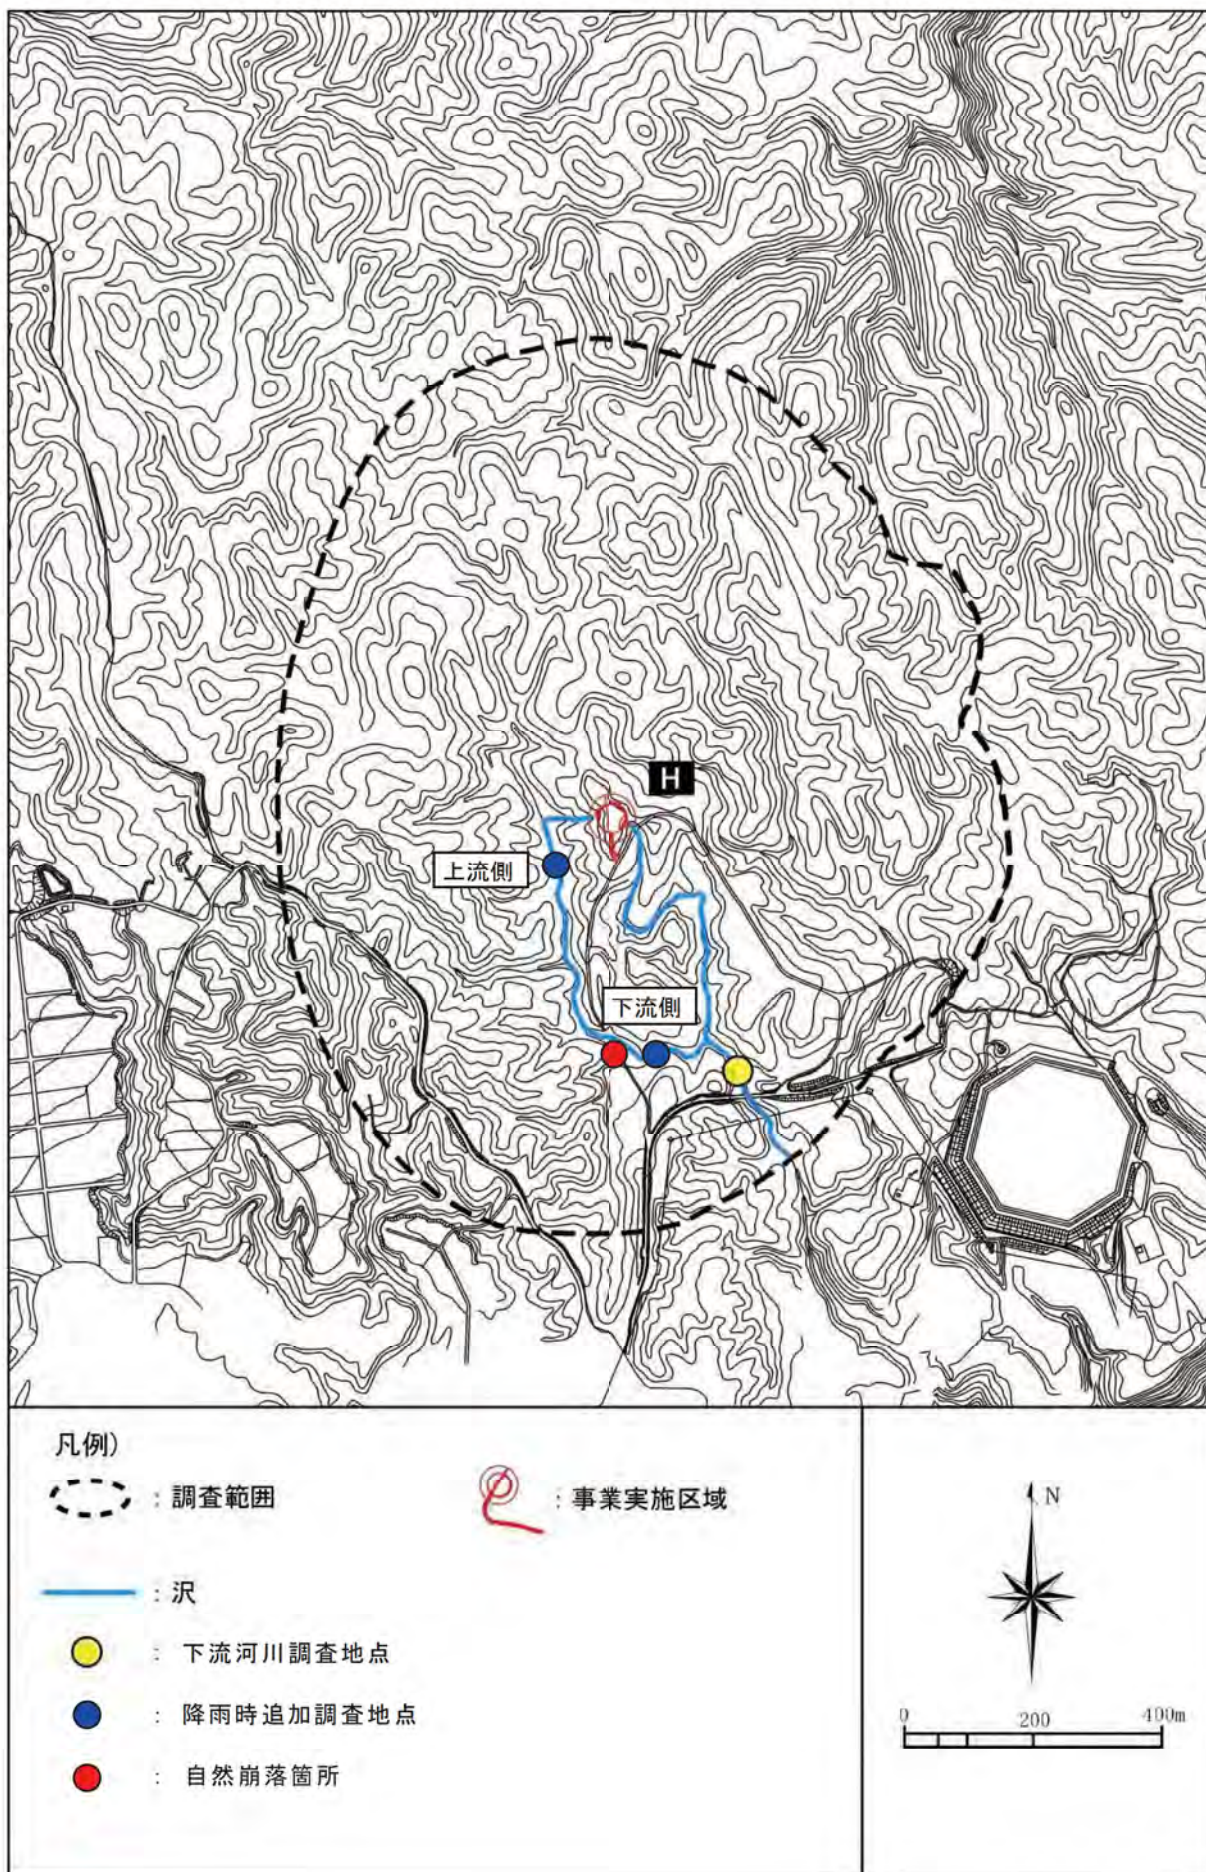 H
上流側
下流側
凡例)
: 調査範囲
: 事業実施区域
: 沢
: 下流河川調査地点
: 降雨時追加調査地点
: 自然崩落箇所
N
0 200 400m